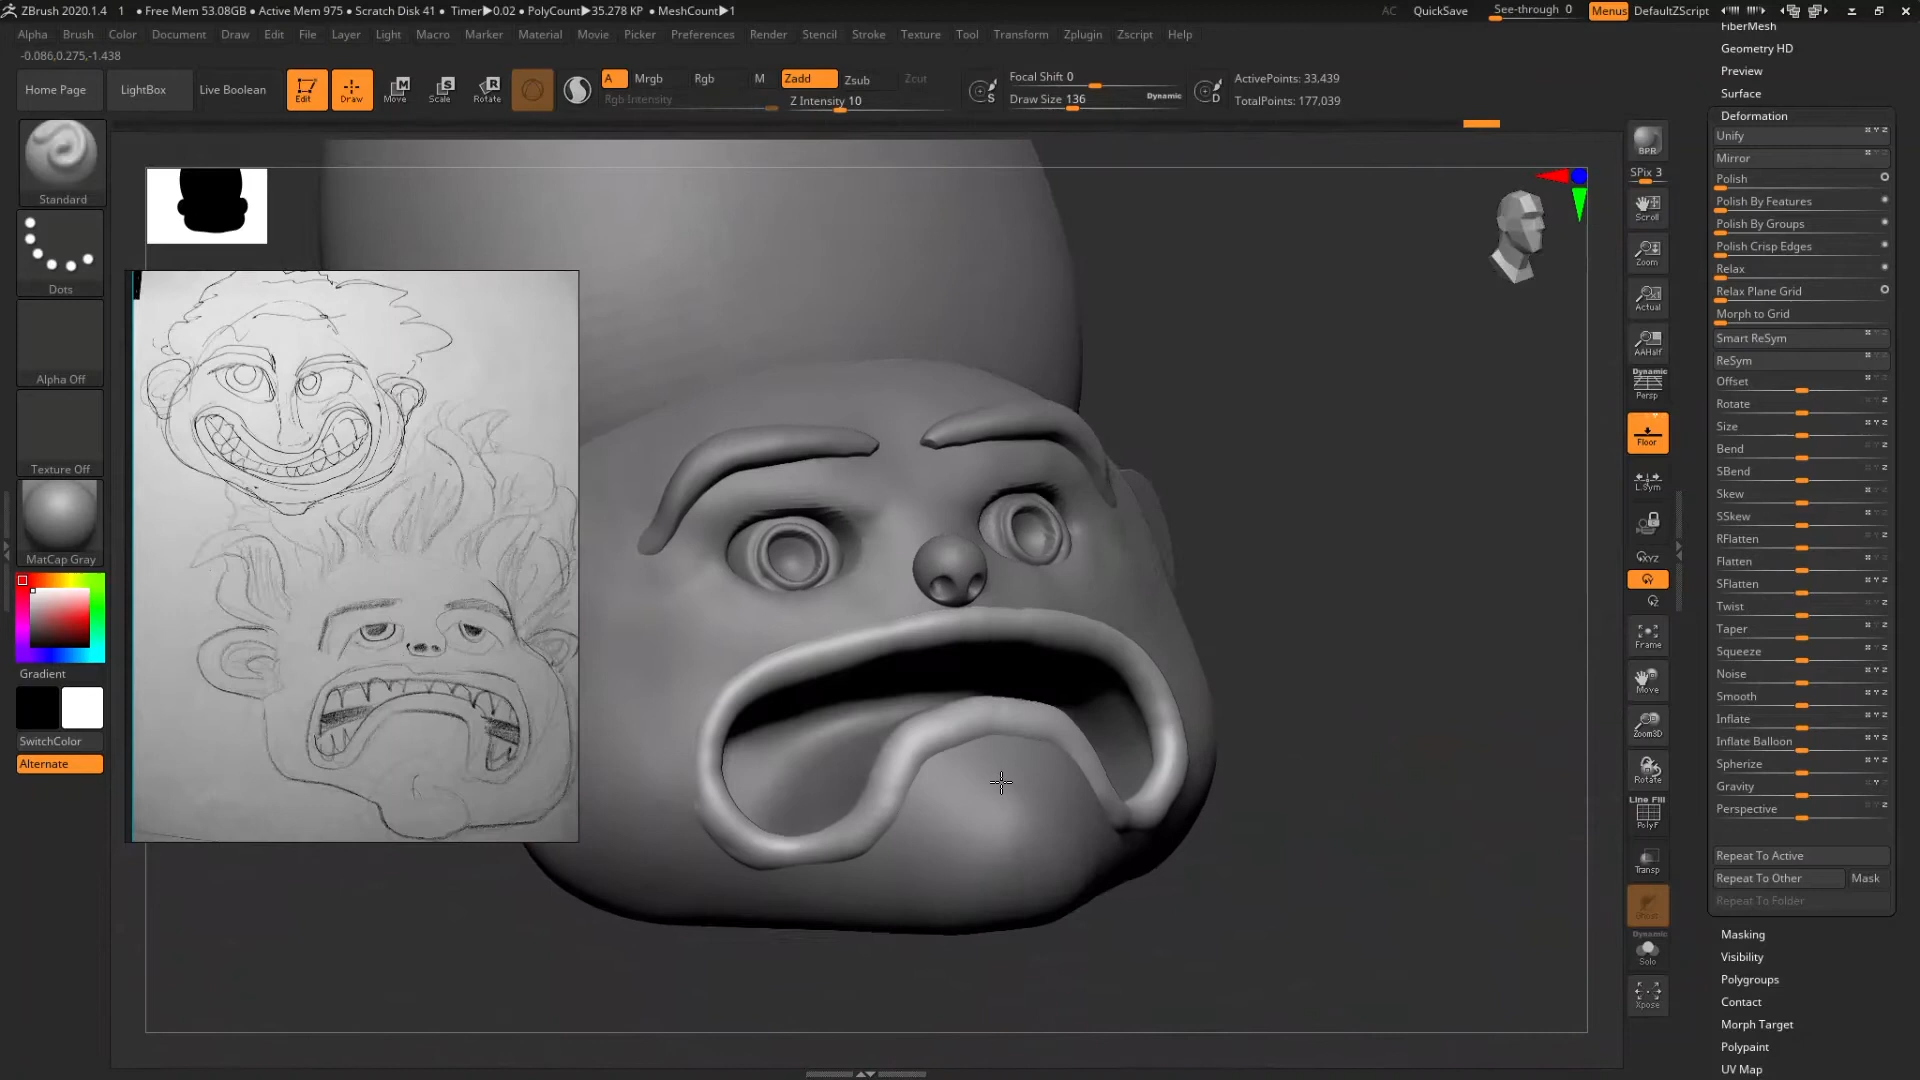 ZBrush 2020.1.4 1 • Free Mem 53.08GB • Active Mem 975 • Scratch Disk 41 • Timer▶0.02 • PolyCount▶35.278 KP • MeshCount▶1 AC QuickSave See-through 0 Menus DefaultZScript
Alpha Brush Color Document Draw Edit File Layer Light Macro Marker Material Movie Picker Preferences Render Stencil Stroke Texture Tool Transform Zplugin Zscript Help
-0.086,0.275,-1.438
Home Page LightBox Live Boolean Edit Draw Move Scale Rotate A Mrgb Rgb M Zadd Zsub Zcut Focal Shift 0 ActivePoints: 33,439
Rgb Intensity Z Intensity 10 S Draw Size 136 Dynamic D TotalPoints: 177,039
Standard
Dots
Alpha Off
Texture Off
MatCap Gray
Gradient
SwitchColor
Alternate
BPR
SPix 3
Scroll
Zoom
Actual
AAHalf
Dynamic
Persp
Floor
L.Sym
XYZ
Y
Z
Frame
Move
Zoom3D
Rotate
Line Fill
PolyF
Transp
Ghost
Dynamic
Solo
Xpose
FiberMesh
Geometry HD
Preview
Surface
Deformation
Unify
Mirror
Polish
Polish By Features
Polish By Groups
Polish Crisp Edges
Relax
Relax Plane Grid
Morph to Grid
Smart ReSym
ReSym
Offset
Rotate
Size
Bend
SBend
Skew
SSkew
RFlatten
Flatten
SFlatten
Twist
Taper
Squeeze
Noise
Smooth
Inflate
Inflate Balloon
Spherize
Gravity
Perspective
Repeat To Active
Repeat To Other Mask
Repeat To Folder
Masking
Visibility
Polygroups
Contact
Morph Target
Polypaint
UV Map